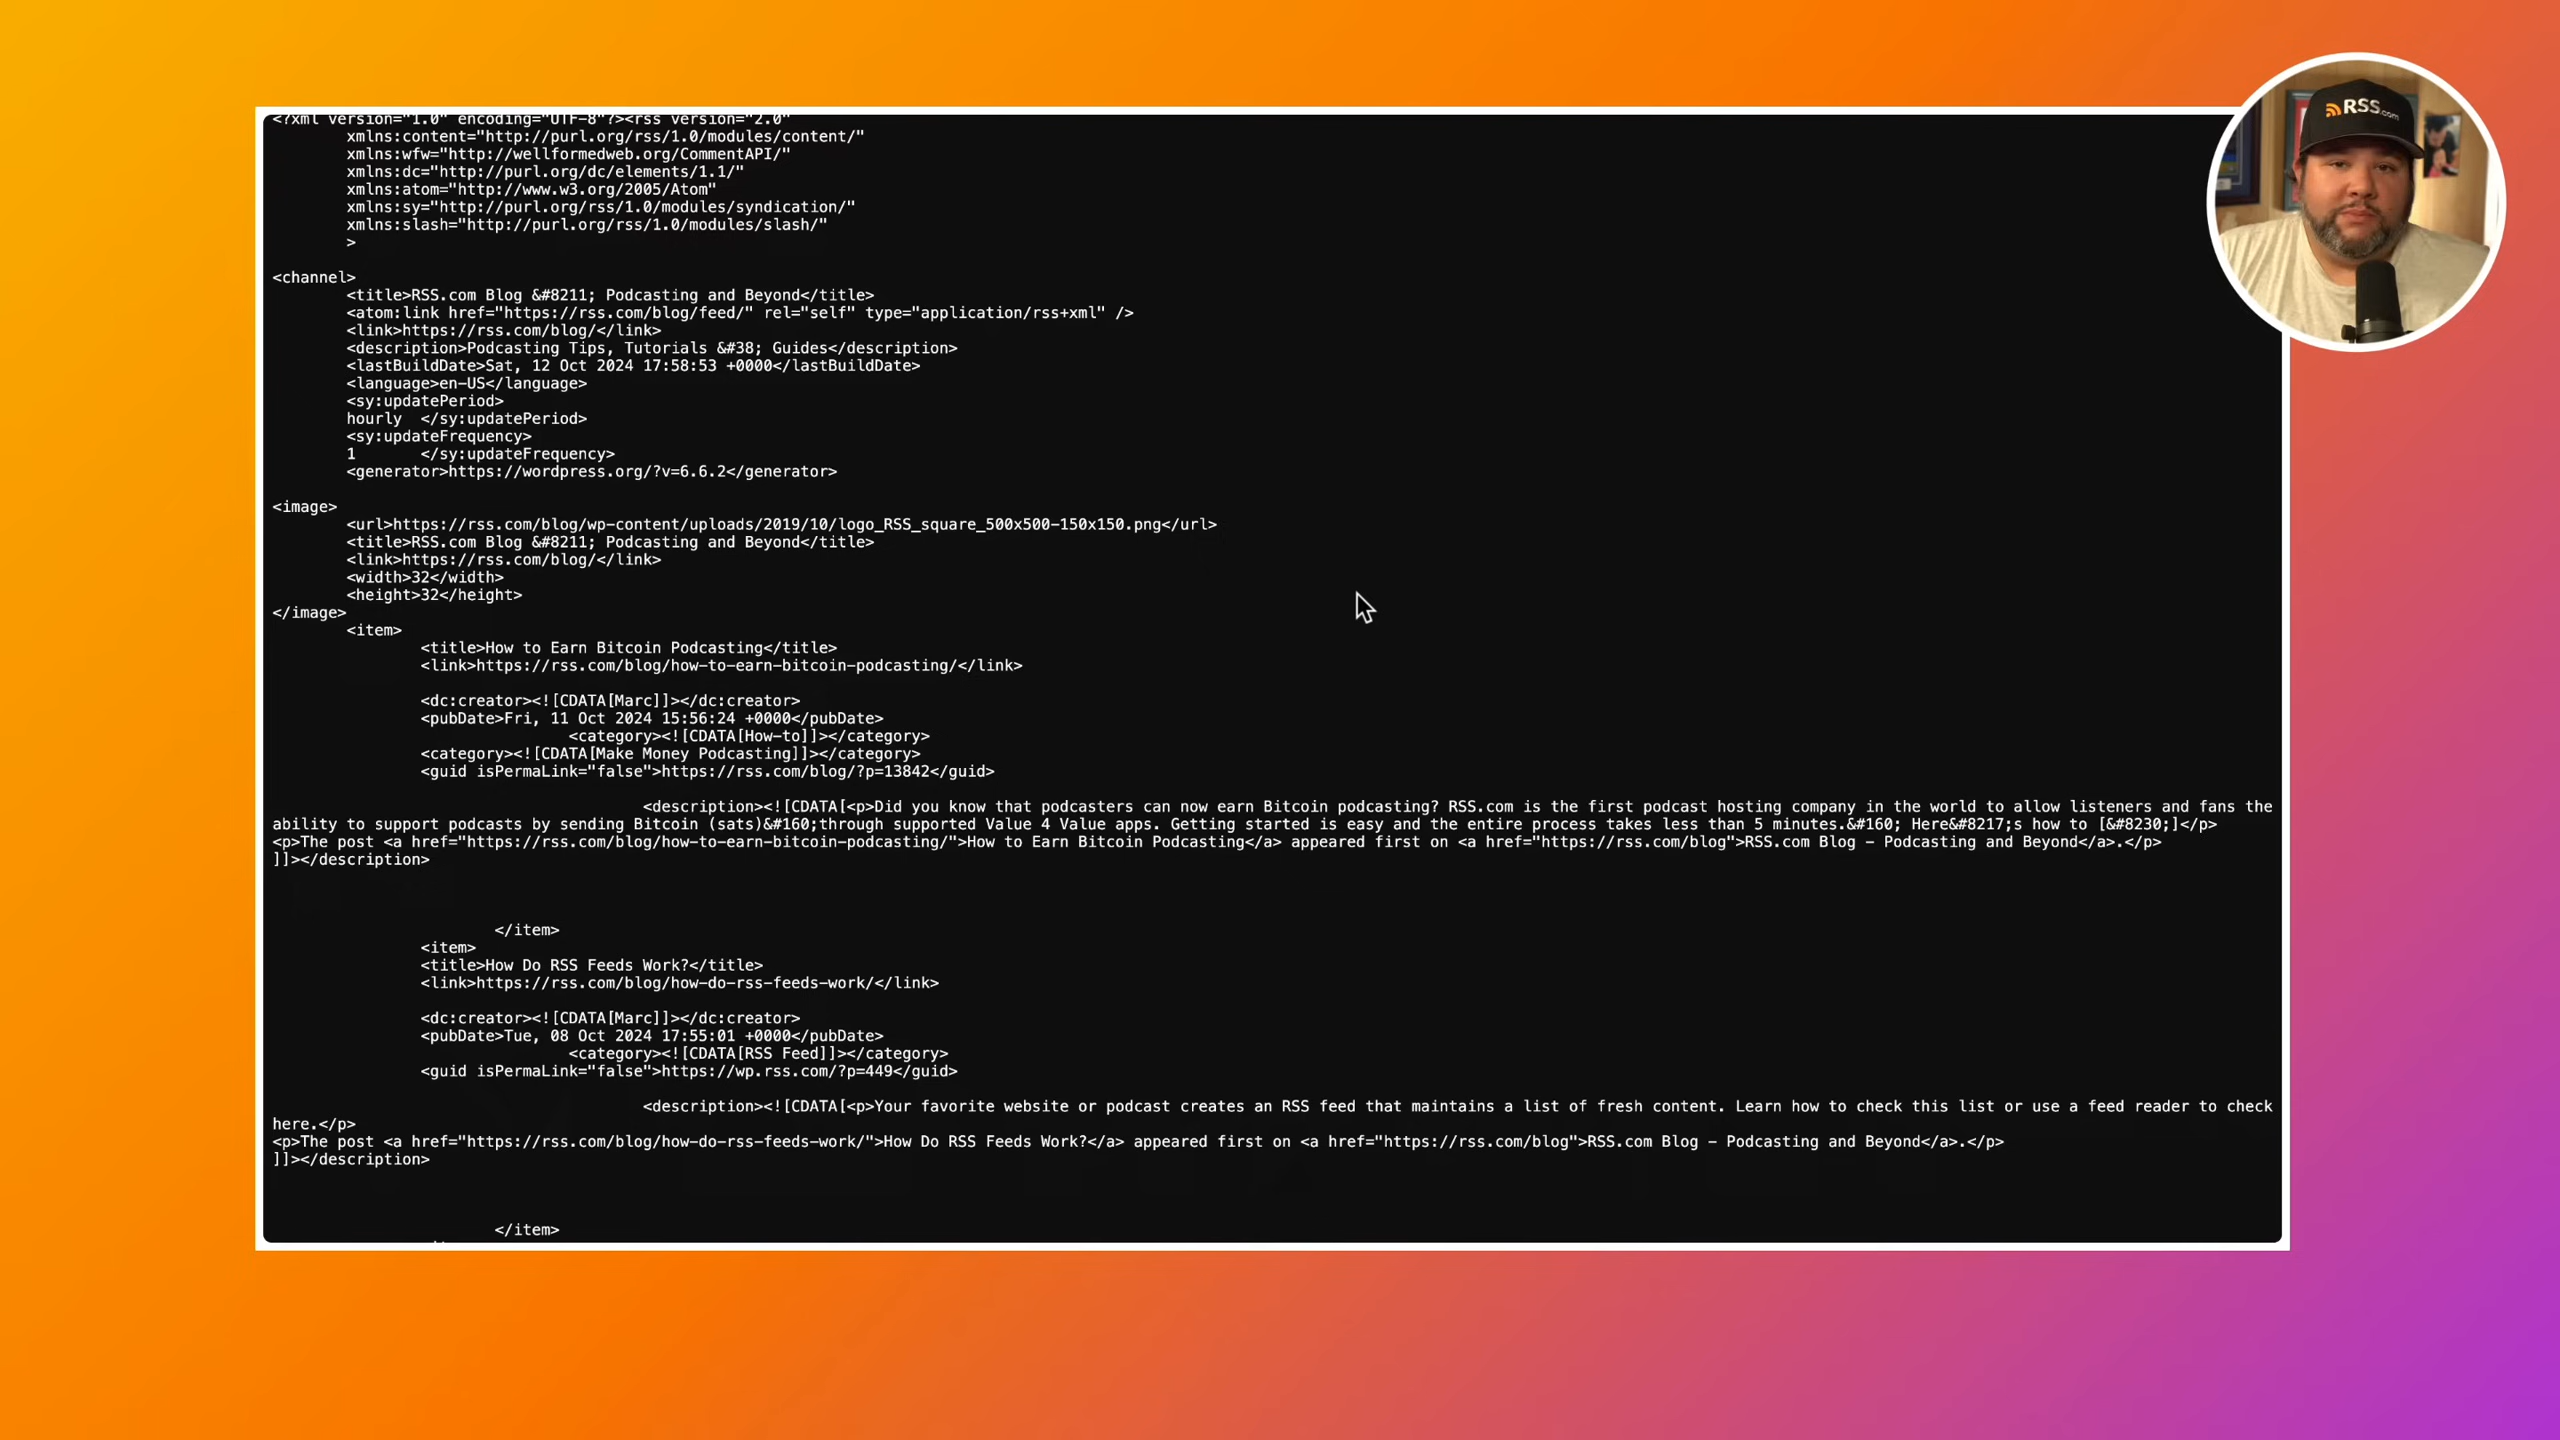 <?xml version="1.0" encoding="UTF-8"?><rss version="2.0"
xmlns:content="http://purl.org/rss/1.0/modules/content/"
xmlns:wfw="http://wellformedweb.org/CommentAPI/"
xmlns:dc="http://purl.org/dc/elements/1.1/"
xmlns:atom="http://www.w3.org/2005/Atom"
xmlns:sy="http://purl.org/rss/1.0/modules/syndication/"
xmlns:slash="http://purl.org/rss/1.0/modules/slash/"
>
<channel>
<title>RSS.com Blog &#8211; Podcasting and Beyond</title>
<atom:link href="https://rss.com/blog/feed/" rel="self" type="application/rss+xml" />
<link>https://rss.com/blog/</link>
<description>Podcasting Tips, Tutorials &#38; Guides</description>
<lastBuildDate>Sat, 12 Oct 2024 17:58:53 +0000</lastBuildDate>
<language>en-US</language>
<sy:updatePeriod>
hourly </sy:updatePeriod>
<sy:updateFrequency>
1 </sy:updateFrequency>
<generator>https://wordpress.org/?v=6.6.2</generator>
<image>
<url>https://rss.com/blog/wp-content/uploads/2019/10/logo_RSS_square_500x500-150x150.png</url>
<title>RSS.com Blog &#8211; Podcasting and Beyond</title>
<link>https://rss.com/blog/</link>
<width>32</width>
<height>32</height>
</image>
<item>
<title>How to Earn Bitcoin Podcasting</title>
<link>https://rss.com/blog/how-to-earn-bitcoin-podcasting/</link>
<dc:creator><![CDATA[Marc]]></dc:creator>
<pubDate>Fri, 11 Oct 2024 15:56:24 +0000</pubDate>
<category><![CDATA[How-to]]></category>
<category><![CDATA[Make Money Podcasting]]></category>
<guid isPermaLink="false">https://rss.com/blog/?p=13842</guid>
<description><![CDATA[<p>Did you know that podcasters can now earn Bitcoin podcasting? RSS.com is the first podcast hosting company in the world to allow listeners and fans the
ability to support podcasts by sending Bitcoin (sats)&#160;through supported Value 4 Value apps. Getting started is easy and the entire process takes less than 5 minutes.&#160; Here&#8217;s how to [&#8230;]</p>
<p>The post <a href="https://rss.com/blog/how-to-earn-bitcoin-podcasting/">How to Earn Bitcoin Podcasting</a> appeared first on <a href="https://rss.com/blog">RSS.com Blog - Podcasting and Beyond</a>.</p>
]]></description>
</item>
<item>
<title>How Do RSS Feeds Work?</title>
<link>https://rss.com/blog/how-do-rss-feeds-work/</link>
<dc:creator><![CDATA[Marc]]></dc:creator>
<pubDate>Tue, 08 Oct 2024 17:55:01 +0000</pubDate>
<category><![CDATA[RSS Feed]]></category>
<guid isPermaLink="false">https://wp.rss.com/?p=449</guid>
<description><![CDATA[<p>Your favorite website or podcast creates an RSS feed that maintains a list of fresh content. Learn how to check this list or use a feed reader to check
here.</p>
<p>The post <a href="https://rss.com/blog/how-do-rss-feeds-work/">How Do RSS Feeds Work?</a> appeared first on <a href="https://rss.com/blog">RSS.com Blog - Podcasting and Beyond</a>.</p>
]]></description>
</item>
RSS.com